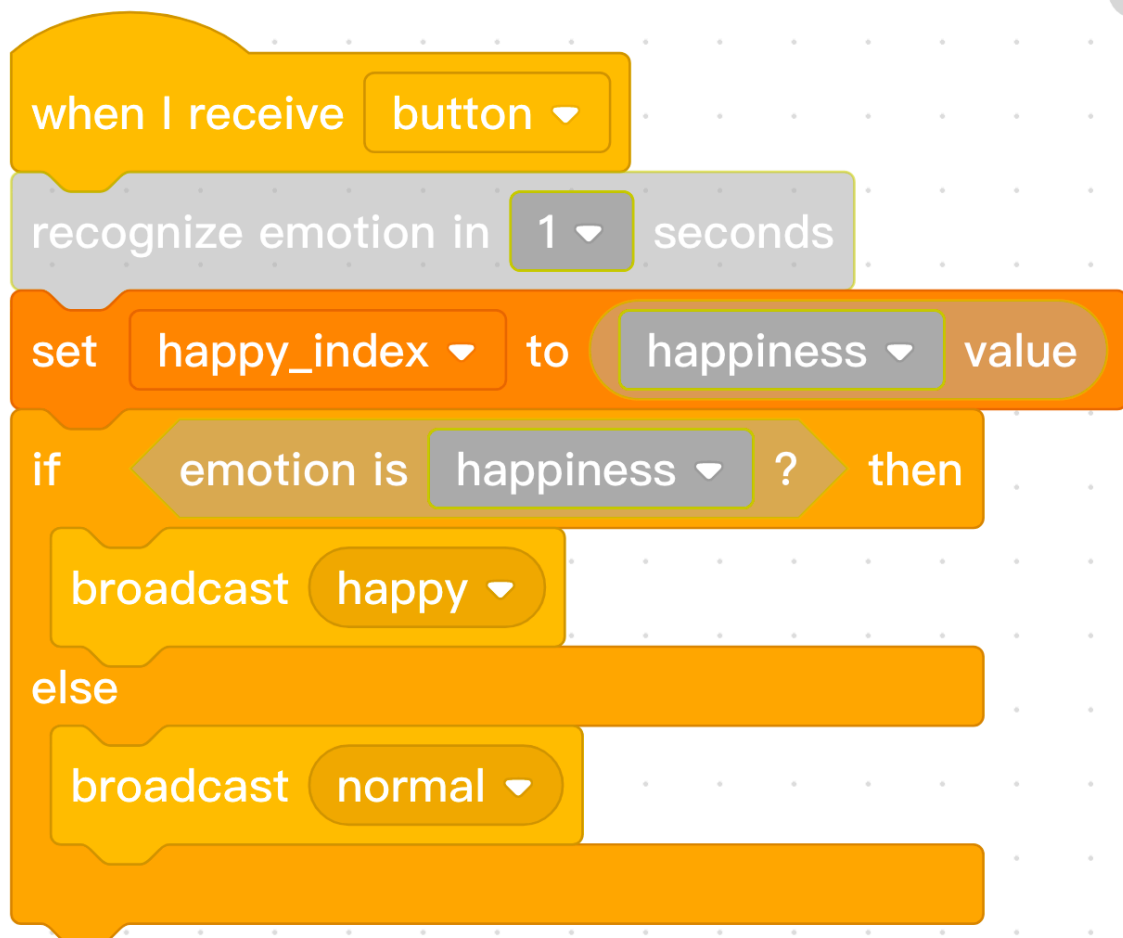 when I receive button
recognize emotion in 1 seconds
set happy_index to happiness value
if emotion is happiness ? then
broadcast happy
else
broadcast normal